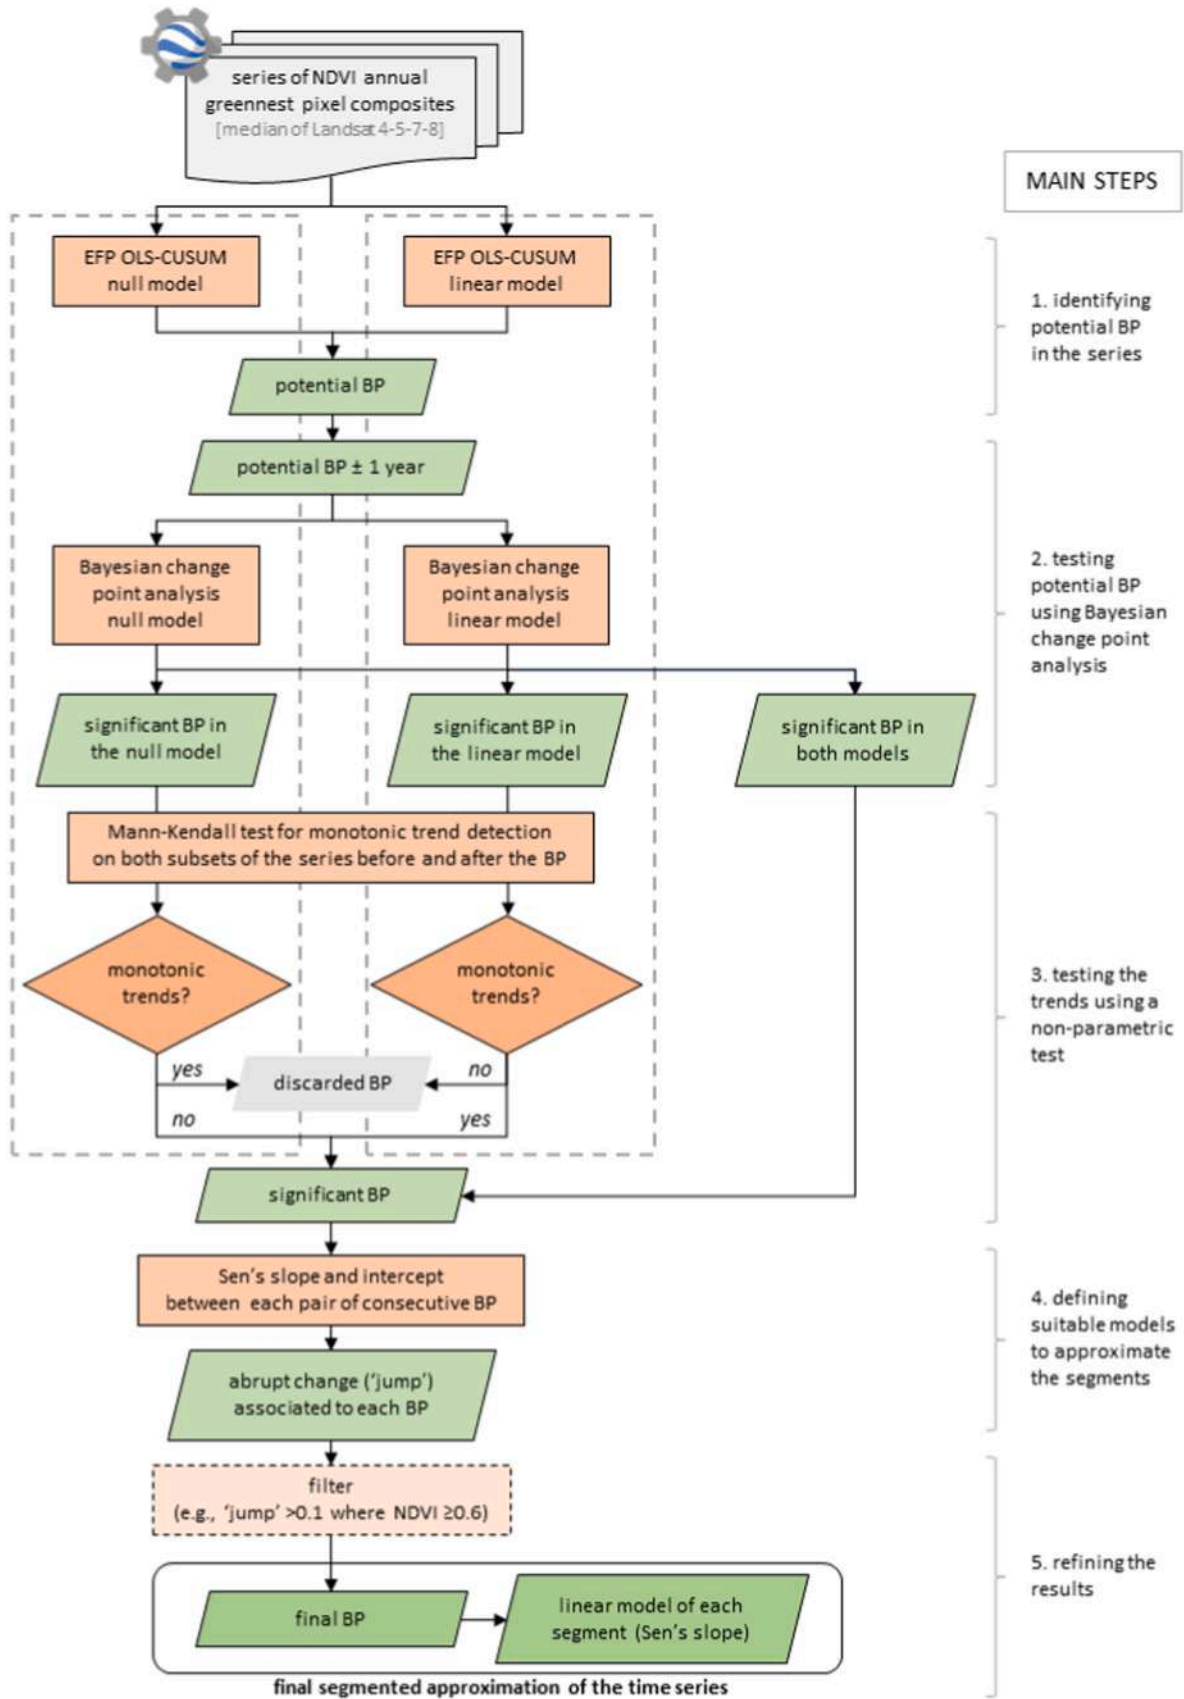 series of NDVI annual
greennest pixel composites
[median of Landsat 4-5-7-8]
MAIN STEPS
EFP OLS-CUSUM
null model
EFP OLS-CUSUM
linear model
1. identifying
potential BP
in the series
potential BP
potential BP ± 1 year
Bayesian change
point analysis
null model
Bayesian change
point analysis
linear model
2. testing
potential BP
using Bayesian
change point
analysis
significant BP in
the null model
significant BP in
the linear model
significant BP in
both models
Mann-Kendall test for monotonic trend detection
on both subsets of the series before and after the BP
monotonic
trends?
monotonic
trends?
3. testing the
trends using a
non-parametric
test
yes
discarded BP
no
no
yes
significant BP
Sen's slope and intercept
between each pair of consecutive BP
4. defining
suitable models
to approximate
the segments
abrupt change ('jump')
associated to each BP
filter
(e.g., 'jump' >0.1 where NDVI ≥0.6)
5. refining the
results
final BP
linear model of each
segment (Sen's slope)
final segmented approximation of the time series